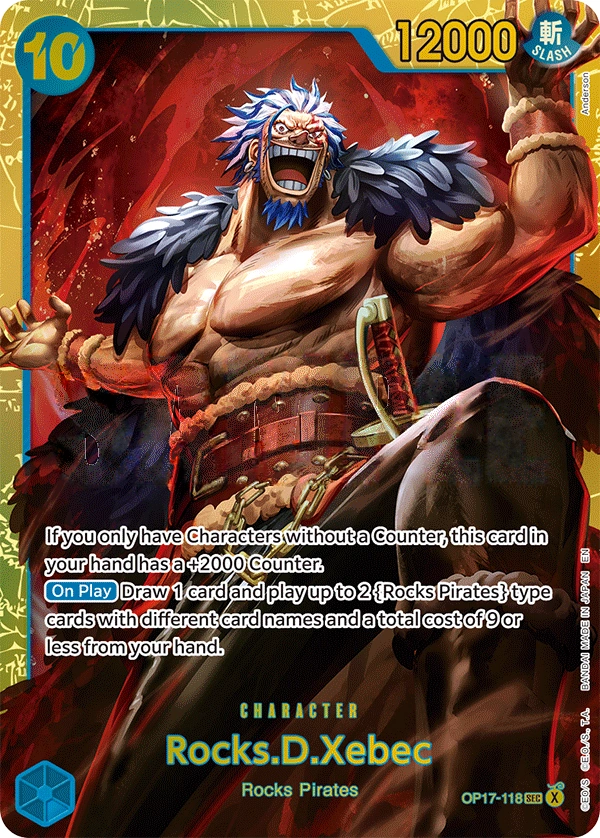 10
12000
斬
SLASH
Anderson
If you only have Characters without a Counter, this card in
your hand has a +2000 Counter.
On Play Draw 1 card and play up to 2 {Rocks Pirates} type
cards with different card names and a total cost of 9 or
less from your hand.
CHARACTER
Rocks.D.Xebec
Rocks Pirates
OP17-118 SEC X
©E.O./S., T.A. BANDAI MADE IN JAPAN EN